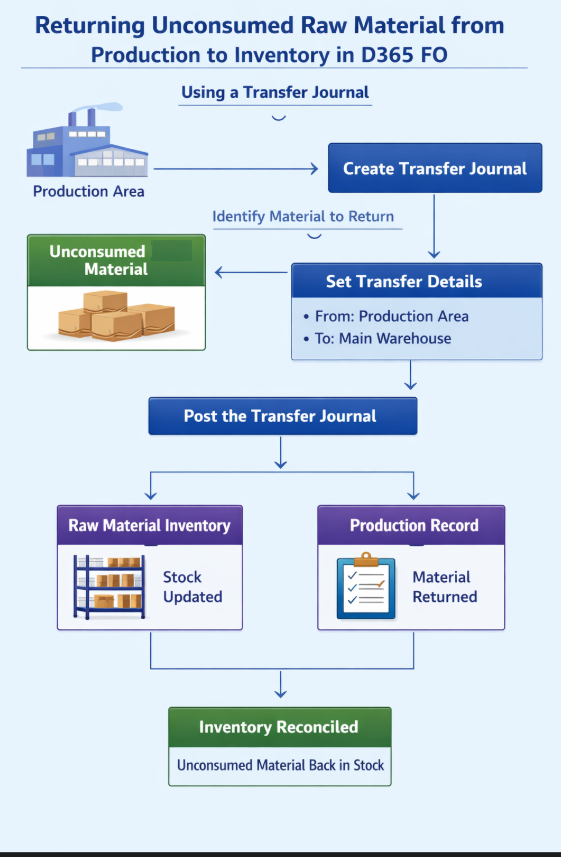 Returning Unconsumed Raw Material from
Production to Inventory in D365 FO
Using a Transfer Journal
Production Area
Create Transfer Journal
Identify Material to Return
Unconsumed
Material
Set Transfer Details
• From: Production Area
• To: Main Warehouse
Post the Transfer Journal
Raw Material Inventory
Stock
Updated
Production Record
Material
Returned
Inventory Reconciled
Unconsumed Material Back in Stock